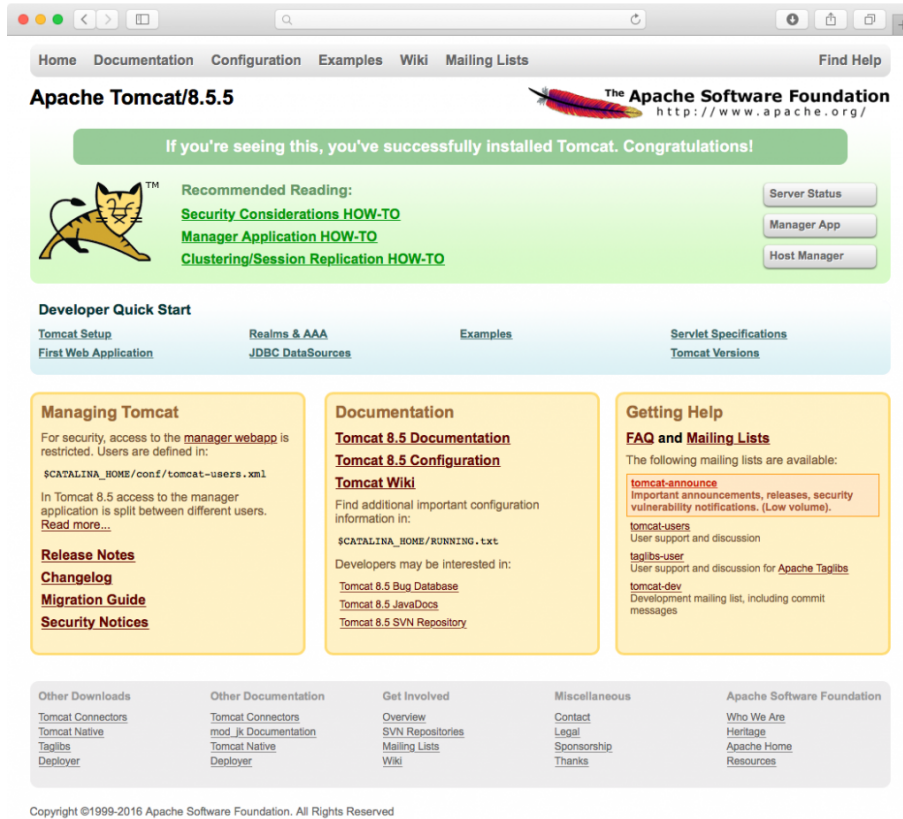 Home Documentation Configuration Examples Wiki Mailing Lists Find Help
Apache Tomcat/8.5.5
The Apache Software Foundation
http://www.apache.org/
If you're seeing this, you've successfully installed Tomcat. Congratulations!
TM
Recommended Reading:
Security Considerations HOW-TO
Manager Application HOW-TO
Clustering/Session Replication HOW-TO
Server Status
Manager App
Host Manager
Developer Quick Start
Tomcat Setup
First Web Application
Realms & AAA
JDBC DataSources
Examples
Servlet Specifications
Tomcat Versions
Managing Tomcat
For security, access to the manager webapp is
restricted. Users are defined in:
$CATALINA_HOME/conf/tomcat-users.xml
In Tomcat 8.5 access to the manager
application is split between different users.
Read more...
Release Notes
Changelog
Migration Guide
Security Notices
Documentation
Tomcat 8.5 Documentation
Tomcat 8.5 Configuration
Tomcat Wiki
Find additional important configuration
information in:
$CATALINA_HOME/RUNNING.txt
Developers may be interested in:
Tomcat 8.5 Bug Database
Tomcat 8.5 JavaDocs
Tomcat 8.5 SVN Repository
Getting Help
FAQ and Mailing Lists
The following mailing lists are available:
tomcat-announce
Important announcements, releases, security
vulnerability notifications. (Low volume).
tomcat-users
User support and discussion
taglibs-user
User support and discussion for Apache Taglibs
tomcat-dev
Development mailing list, including commit
messages
Other Downloads
Tomcat Connectors
Tomcat Native
Taglibs
Deployer
Other Documentation
Tomcat Connectors
mod_jk Documentation
Tomcat Native
Deployer
Get Involved
Overview
SVN Repositories
Mailing Lists
Wiki
Miscellaneous
Contact
Legal
Sponsorship
Thanks
Apache Software Foundation
Who We Are
Heritage
Apache Home
Resources
Copyright ©1999-2016 Apache Software Foundation. All Rights Reserved